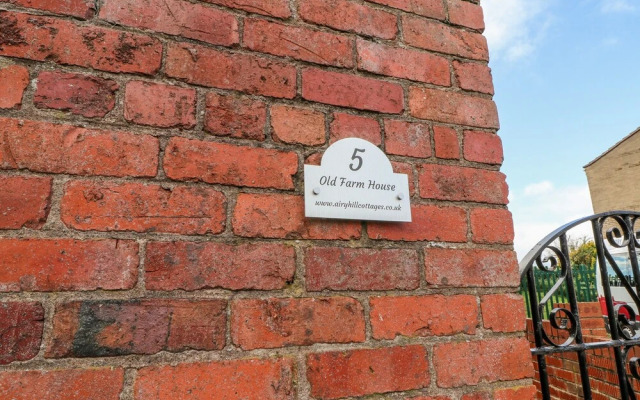 5
Old Farm House
www.airyhillcottages.co.uk